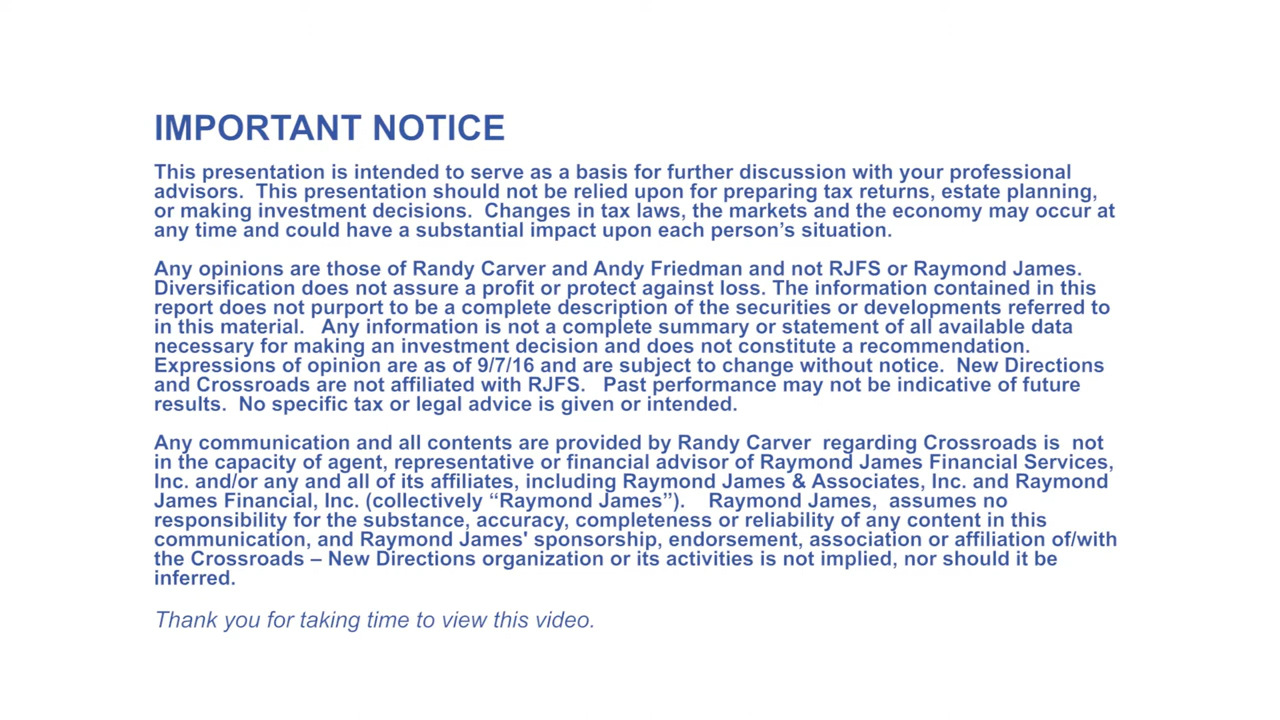 IMPORTANT NOTICE
This presentation is intended to serve as a basis for further discussion with your professional
advisors.  This presentation should not be relied upon for preparing tax returns, estate planning,
or making investment decisions.  Changes in tax laws, the markets and the economy may occur at
any time and could have a substantial impact upon each person’s situation.
Any opinions are those of Randy Carver and Andy Friedman and not RJFS or Raymond James.
Diversification does not assure a profit or protect against loss. The information contained in this
report does not purport to be a complete description of the securities or developments referred to
in this material.   Any information is not a complete summary or statement of all available data
necessary for making an investment decision and does not constitute a recommendation.
Expressions of opinion are as of 9/7/16 and are subject to change without notice.  New Directions
and Crossroads are not affiliated with RJFS.   Past performance may not be indicative of future
results.  No specific tax or legal advice is given or intended.
Any communication and all contents are provided by Randy Carver  regarding Crossroads is  not
in the capacity of agent, representative or financial advisor of Raymond James Financial Services,
Inc. and/or any and all of its affiliates, including Raymond James & Associates, Inc. and Raymond
James Financial, Inc. (collectively “Raymond James”).   Raymond James,  assumes no
responsibility for the substance, accuracy, completeness or reliability of any content in this
communication, and Raymond James' sponsorship, endorsement, association or affiliation of/with
the Crossroads – New Directions organization or its activities is not implied, nor should it be
inferred.
Thank you for taking time to view this video.